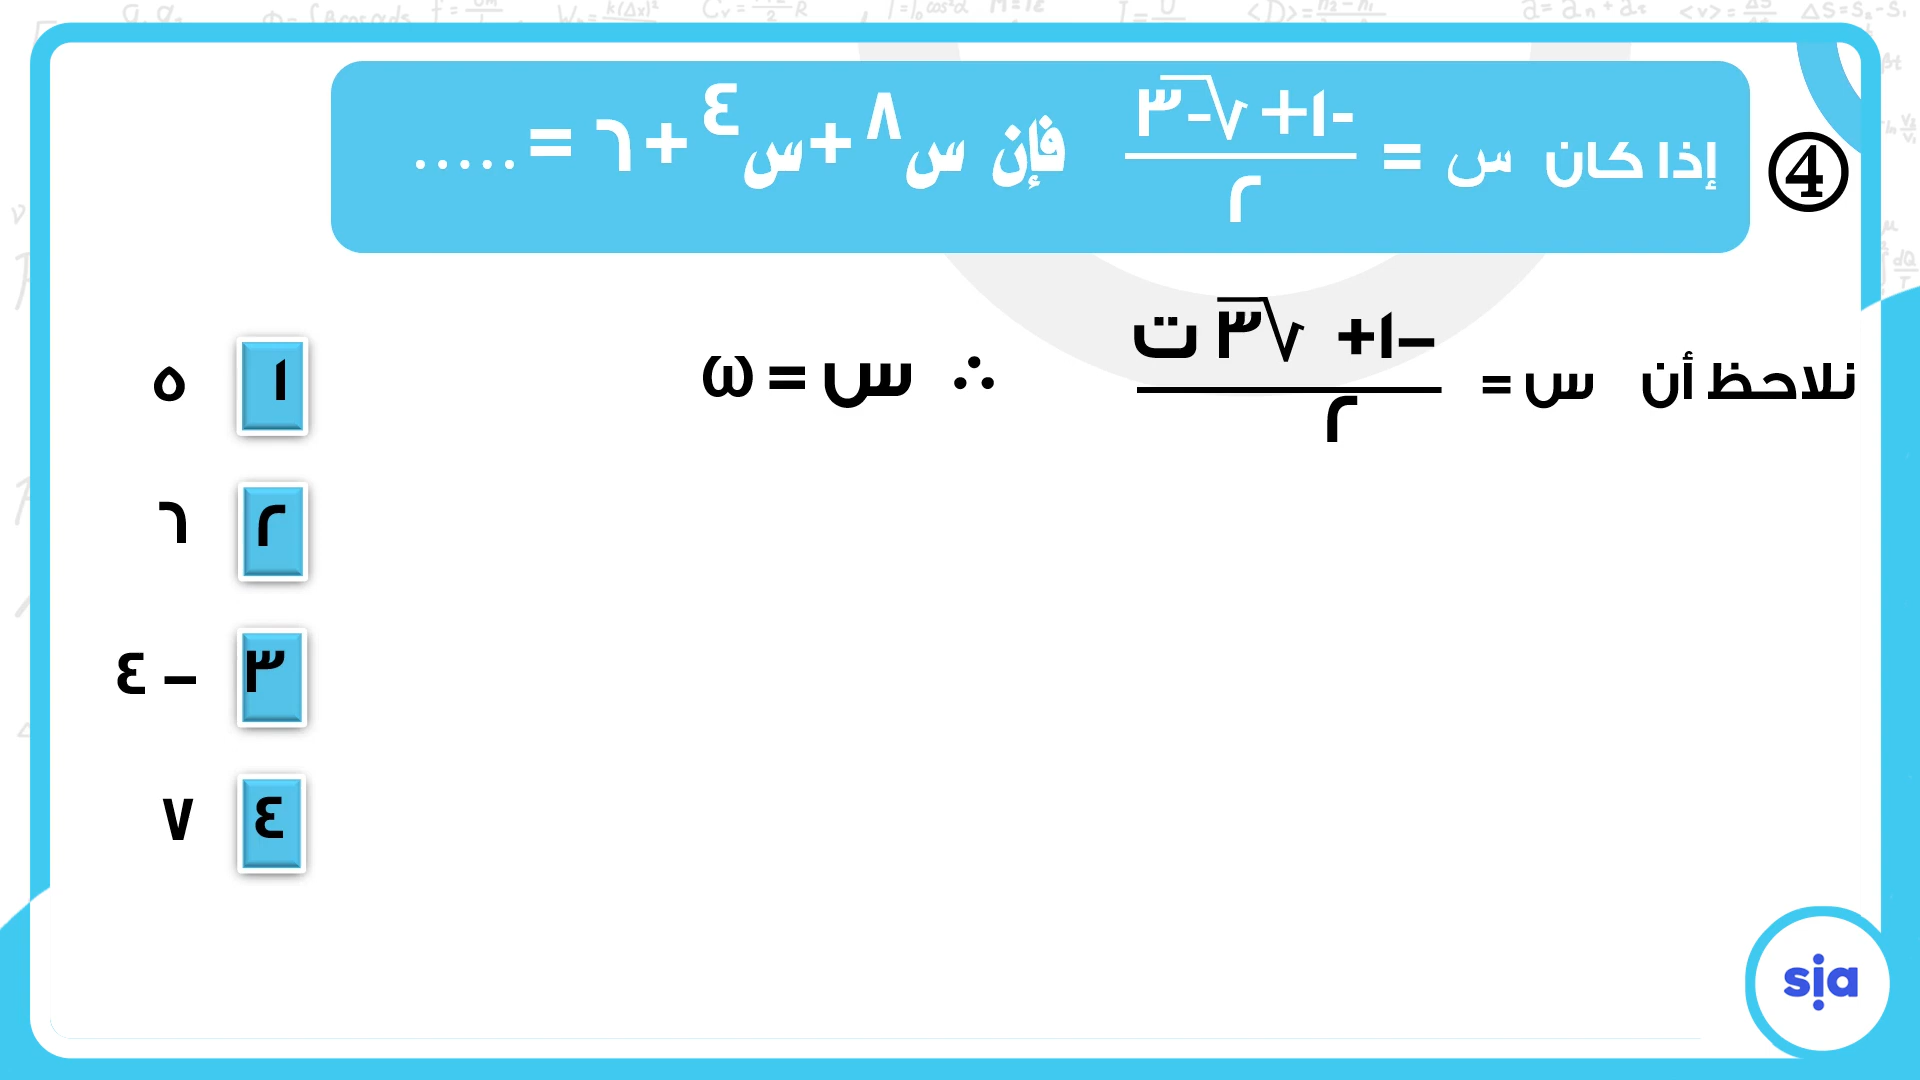 ④ إذا كان س = (-١+√-٣)/٢ فإن س^٨+س^٤+٦ = .....
نلاحظ أن س = (–١+ √٣ ت)/٢ ∴ س = ω
١ ٥
٢ ٦
٣ – ٤
٤ ٧
sia